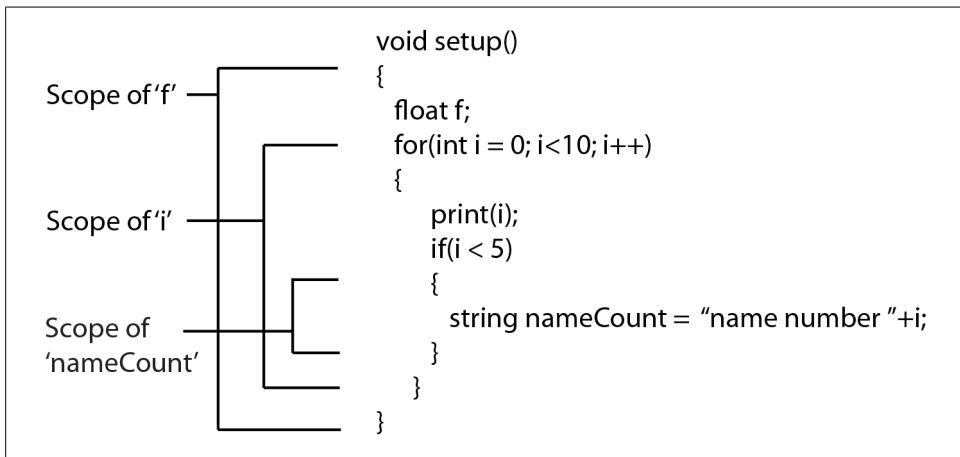 void setup()
{
Scope of ‘f’
float f;
for(int i = 0; i<10; i++)
{
Scope of ‘i’
print(i);
if(i < 5)
{
Scope of
‘nameCount’
string nameCount = “name number ”+i;
}
}
}